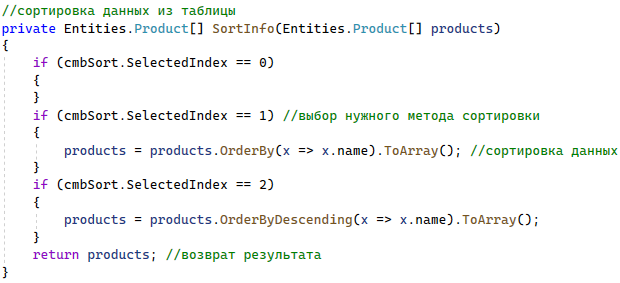 //сортировка данных из таблицы
private Entities.Product[] SortInfo(Entities.Product[] products)
{
    if (cmbSort.SelectedIndex == 0)
    {
    }
    if (cmbSort.SelectedIndex == 1) //выбор нужного метода сортировки
    {
        products = products.OrderBy(x => x.name).ToArray(); //сортировка данных
    }
    if (cmbSort.SelectedIndex == 2)
    {
        products = products.OrderByDescending(x => x.name).ToArray();
    }
    return products; //возврат результата
}